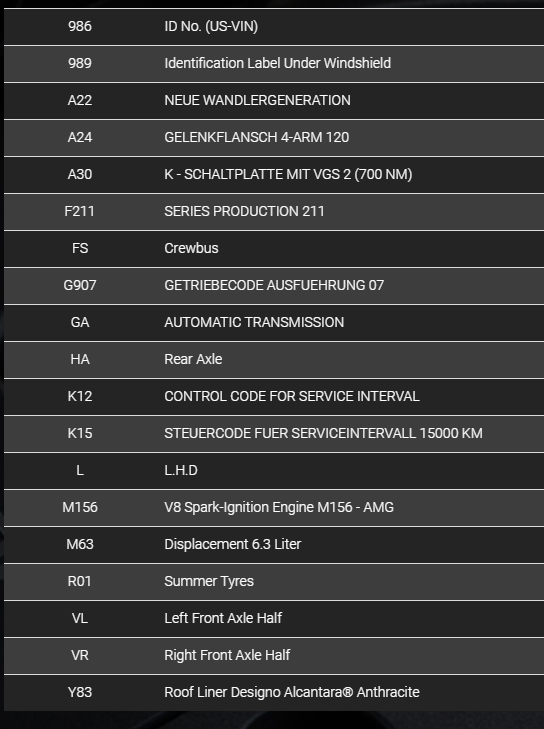 986 ID No. (US-VIN)
989 Identification Label Under Windshield
A22 NEUE WANDLERGENERATION
A24 GELENKFLANSCH 4-ARM 120
A30 K - SCHALTPLATTE MIT VGS 2 (700 NM)
F211 SERIES PRODUCTION 211
FS Crewbus
G907 GETRIEBECODE AUSFUEHRUNG 07
GA AUTOMATIC TRANSMISSION
HA Rear Axle
K12 CONTROL CODE FOR SERVICE INTERVAL
K15 STEUERCODE FUER SERVICEINTERVALL 15000 KM
L L.H.D
M156 V8 Spark-Ignition Engine M156 - AMG
M63 Displacement 6.3 Liter
R01 Summer Tyres
VL Left Front Axle Half
VR Right Front Axle Half
Y83 Roof Liner Designo Alcantara® Anthracite